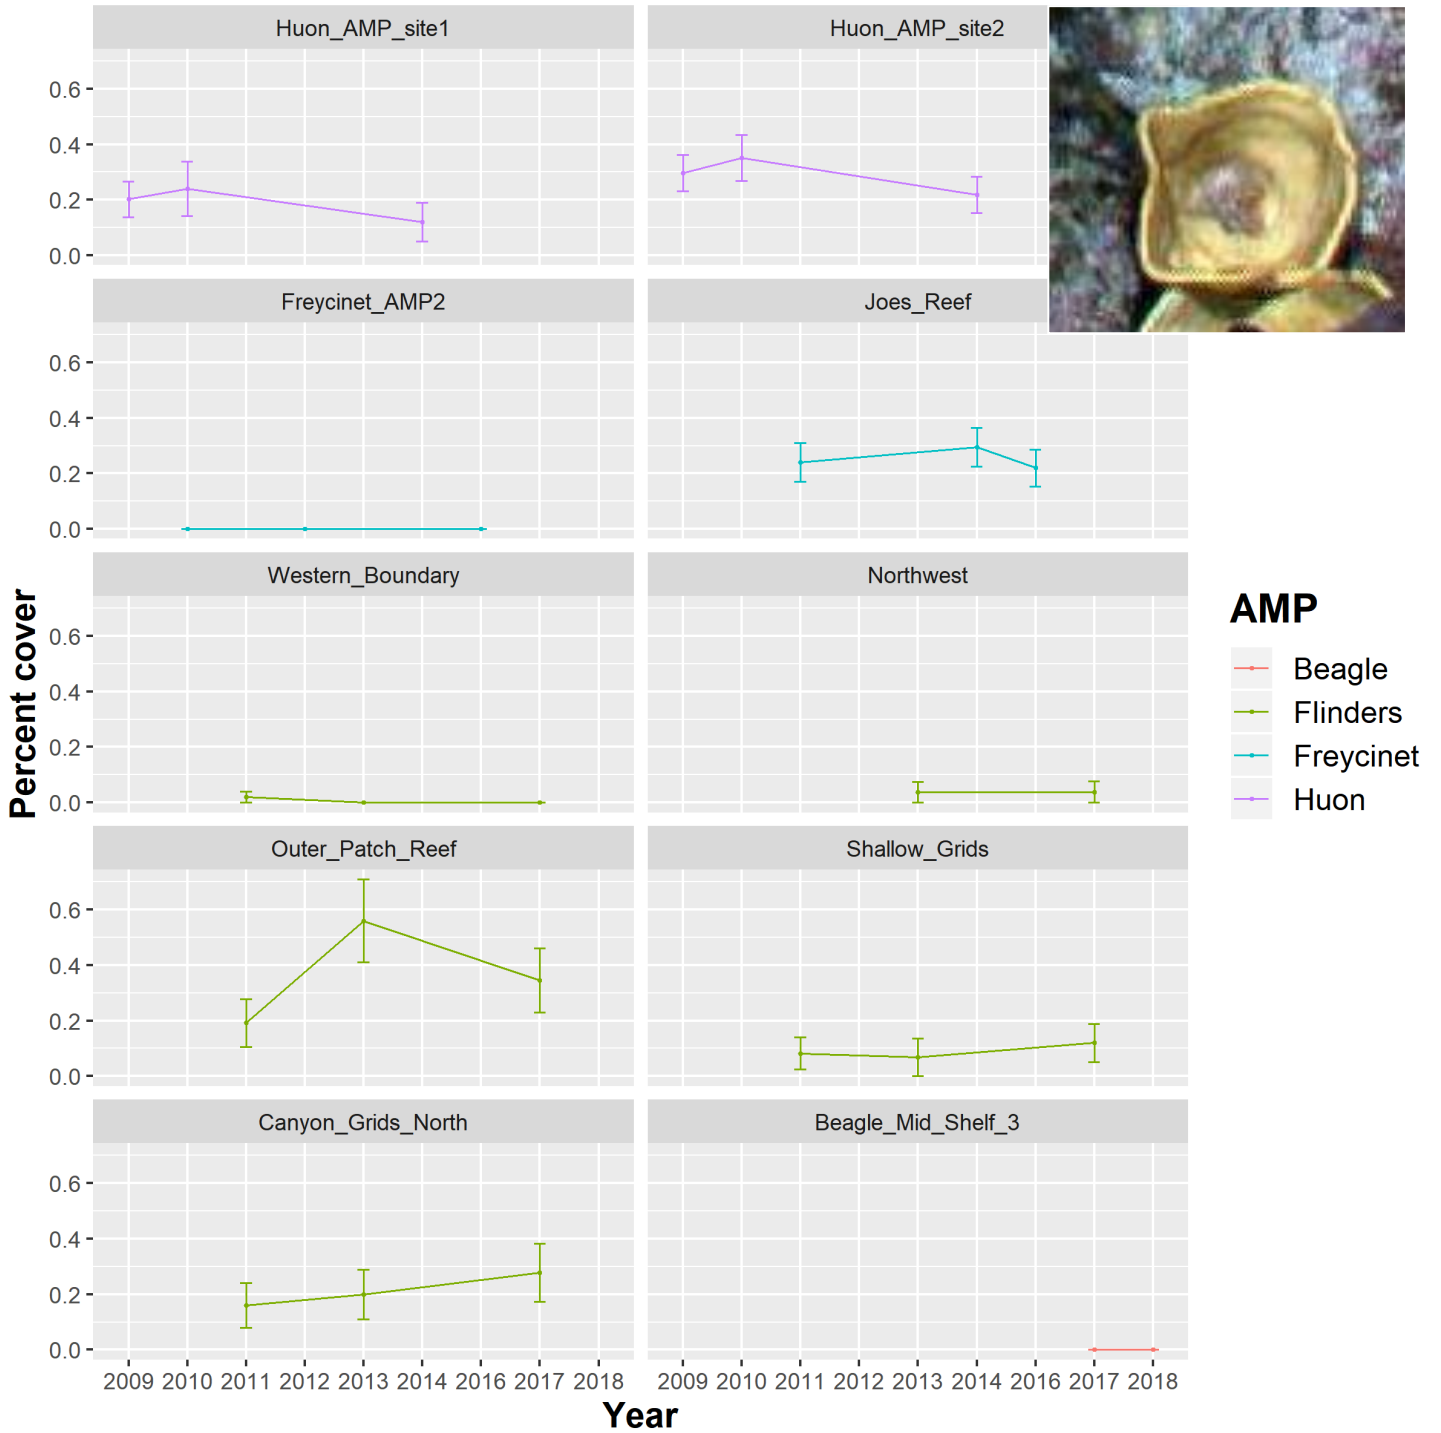 Huon_AMP_site1
Huon_AMP_site2
0.6
0.4
0.2
0.0
Freycinet_AMP2
Joes_Reef
0.6
0.4
0.2
0.0
Western_Boundary
Northwest
0.6
0.4
0.2
0.0
Outer_Patch_Reef
Shallow_Grids
0.6
0.4
0.2
0.0
Canyon_Grids_North
Beagle_Mid_Shelf_3
0.6
0.4
0.2
0.0
2009 2010 2011 2012 2013 2014 2016 2017 2018
2009 2010 2011 2012 2013 2014 2016 2017 2018
Year
Percent cover
AMP
Beagle
Flinders
Freycinet
Huon